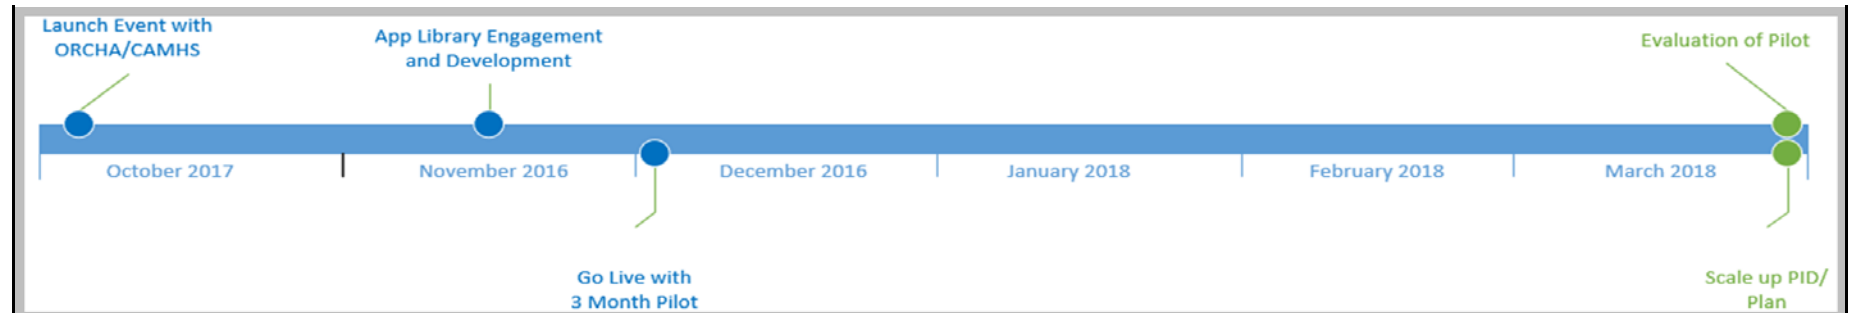 Launch Event with
ORCHA/CAMHS
App Library Engagement
and Development
Evaluation of Pilot
October 2017
November 2016
December 2016
January 2018
February 2018
March 2018
Go Live with
3 Month Pilot
Scale up PID/
Plan